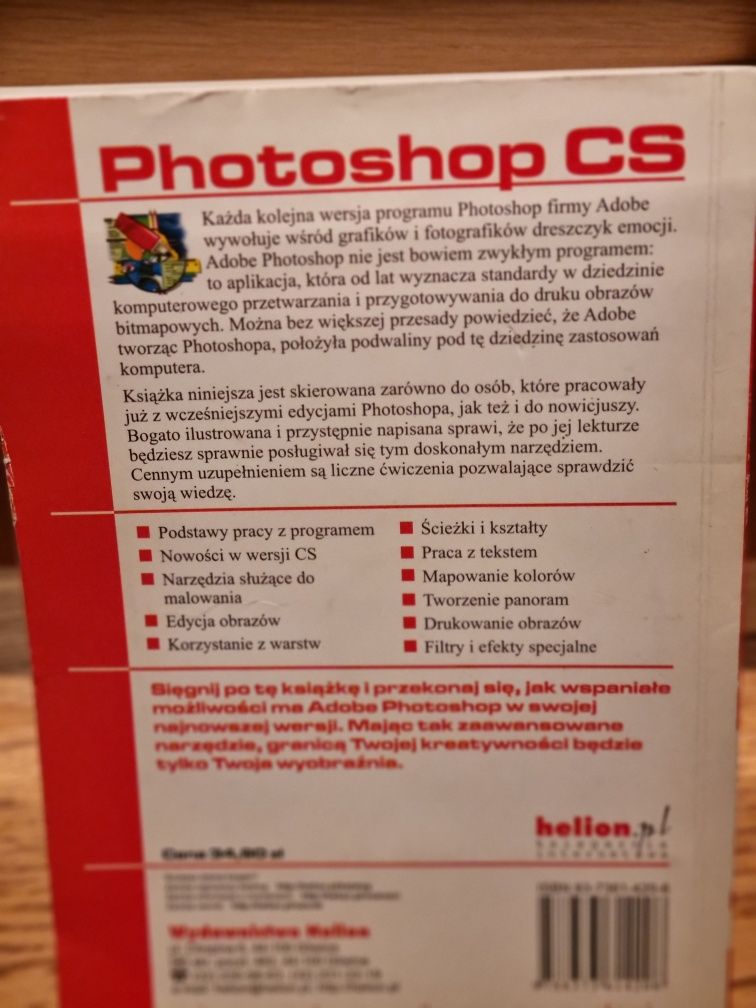 Photoshop CS
Każda kolejna wersja programu Photoshop firmy Adobe
wywołuje wśród grafików i fotografików dreszczyk emocji.
Adobe Photoshop nie jest bowiem zwykłym programem:
to aplikacja, która od lat wyznacza standardy w dziedzinie
komputerowego przetwarzania i przygotowywania do druku obrazów
bitmapowych. Można bez większej przesady powiedzieć, że Adobe
tworząc Photoshopa, położyła podwaliny pod tę dziedzinę zastosowań
komputera.
Książka niniejsza jest skierowana zarówno do osób, które pracowały
już z wcześniejszymi edycjami Photoshopa, jak też i do nowicjuszy.
Bogato ilustrowana i przystępnie napisana sprawi, że po jej lekturze
będziesz sprawnie posługiwał się tym doskonałym narzędziem.
Cennym uzupełnieniem są liczne ćwiczenia pozwalające sprawdzić
swoją wiedzę.
Podstawy pracy z programem
Nowości w wersji CS
Narzędzia służące do
malowania
Edycja obrazów
Korzystanie z warstw
Ścieżki i kształty
Praca z tekstem
Mapowanie kolorów
Tworzenie panoram
Drukowanie obrazów
Filtry i efekty specjalne
Sięgnij po tę książkę i przekonaj się, jak wspaniałe
możliwości ma Adobe Photoshop w swojej
najnowszej wersji. Mając tak zaawansowane
narzędzie, granicą Twojej kreatywności będzie
tylko Twoja wyobraźnia.
helion.pl
Cena 34,90 zł
Wydawnictwo Helion